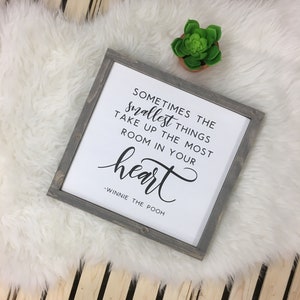 SOMETIMES THE
smallest THINGS
TAKE UP THE MOST
ROOM IN YOUR
heart
-WINNIE THE POOH